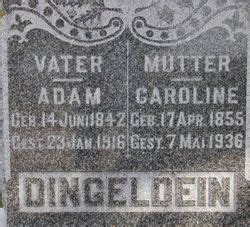 VATER MUTTER
ADAM CAROLINE
GEB. 14 JUNI 1842 GEB. 17 APR. 1855
GEST. 23 JAN. 1916 GEST. 7 MAI 1936
DINGELDEIN